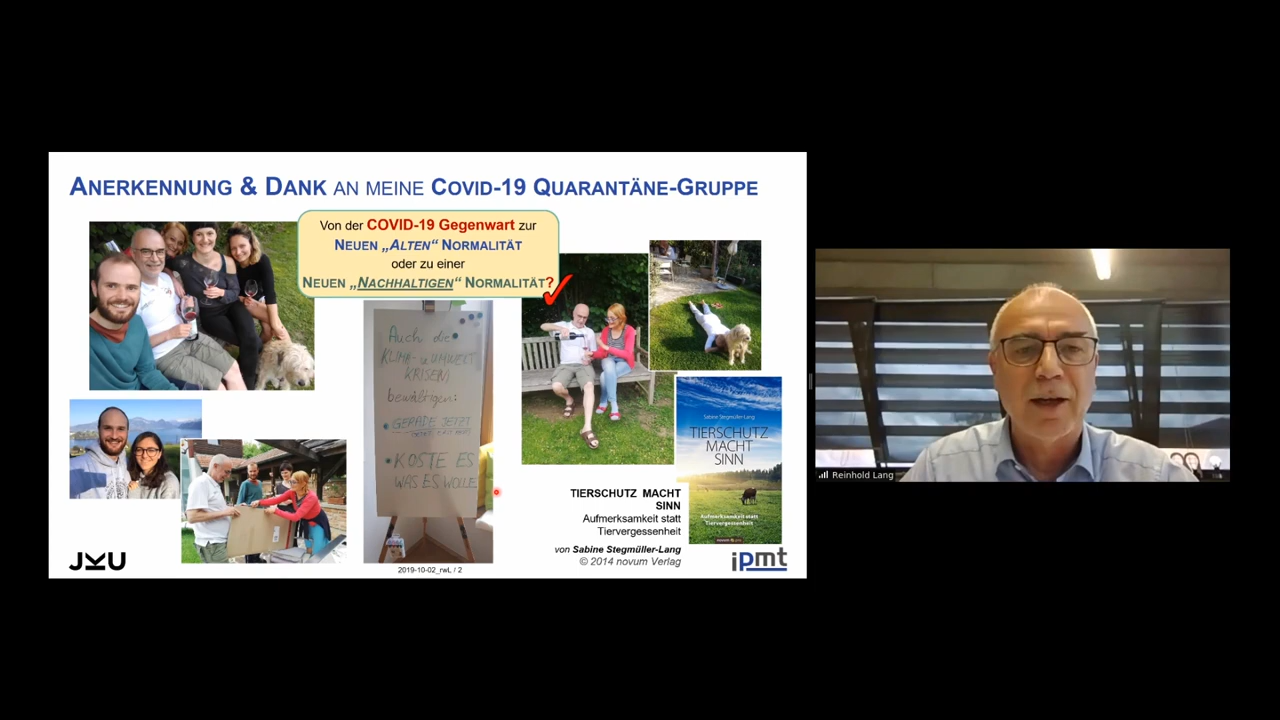 ANERKENNUNG & DANK AN MEINE COVID-19 QUARANTÄNE-GRUPPE
Von der COVID-19 Gegenwart zur
NEUEN „ALTEN“ NORMALITÄT
oder zu einer
NEUEN „NACHHALTIGEN“ NORMALITÄT?
Auch die
KLIMA- u. UMWELT
KRISE(N)
bewältigen:
• GERADE JETZT
• KOSTE ES
WAS ES WOLLE
Sabine Stegmüller-Lang
TIERSCHUTZ
MACHT
SINN
Aufmerksamkeit statt
Tiervergessenheit
TIERSCHUTZ MACHT
SINN
Aufmerksamkeit statt
Tiervergessenheit
von Sabine Stegmüller-Lang
© 2014 novum Verlag
JKU
2019-10-02_rwL / 2
ipmt
Reinhold Lang